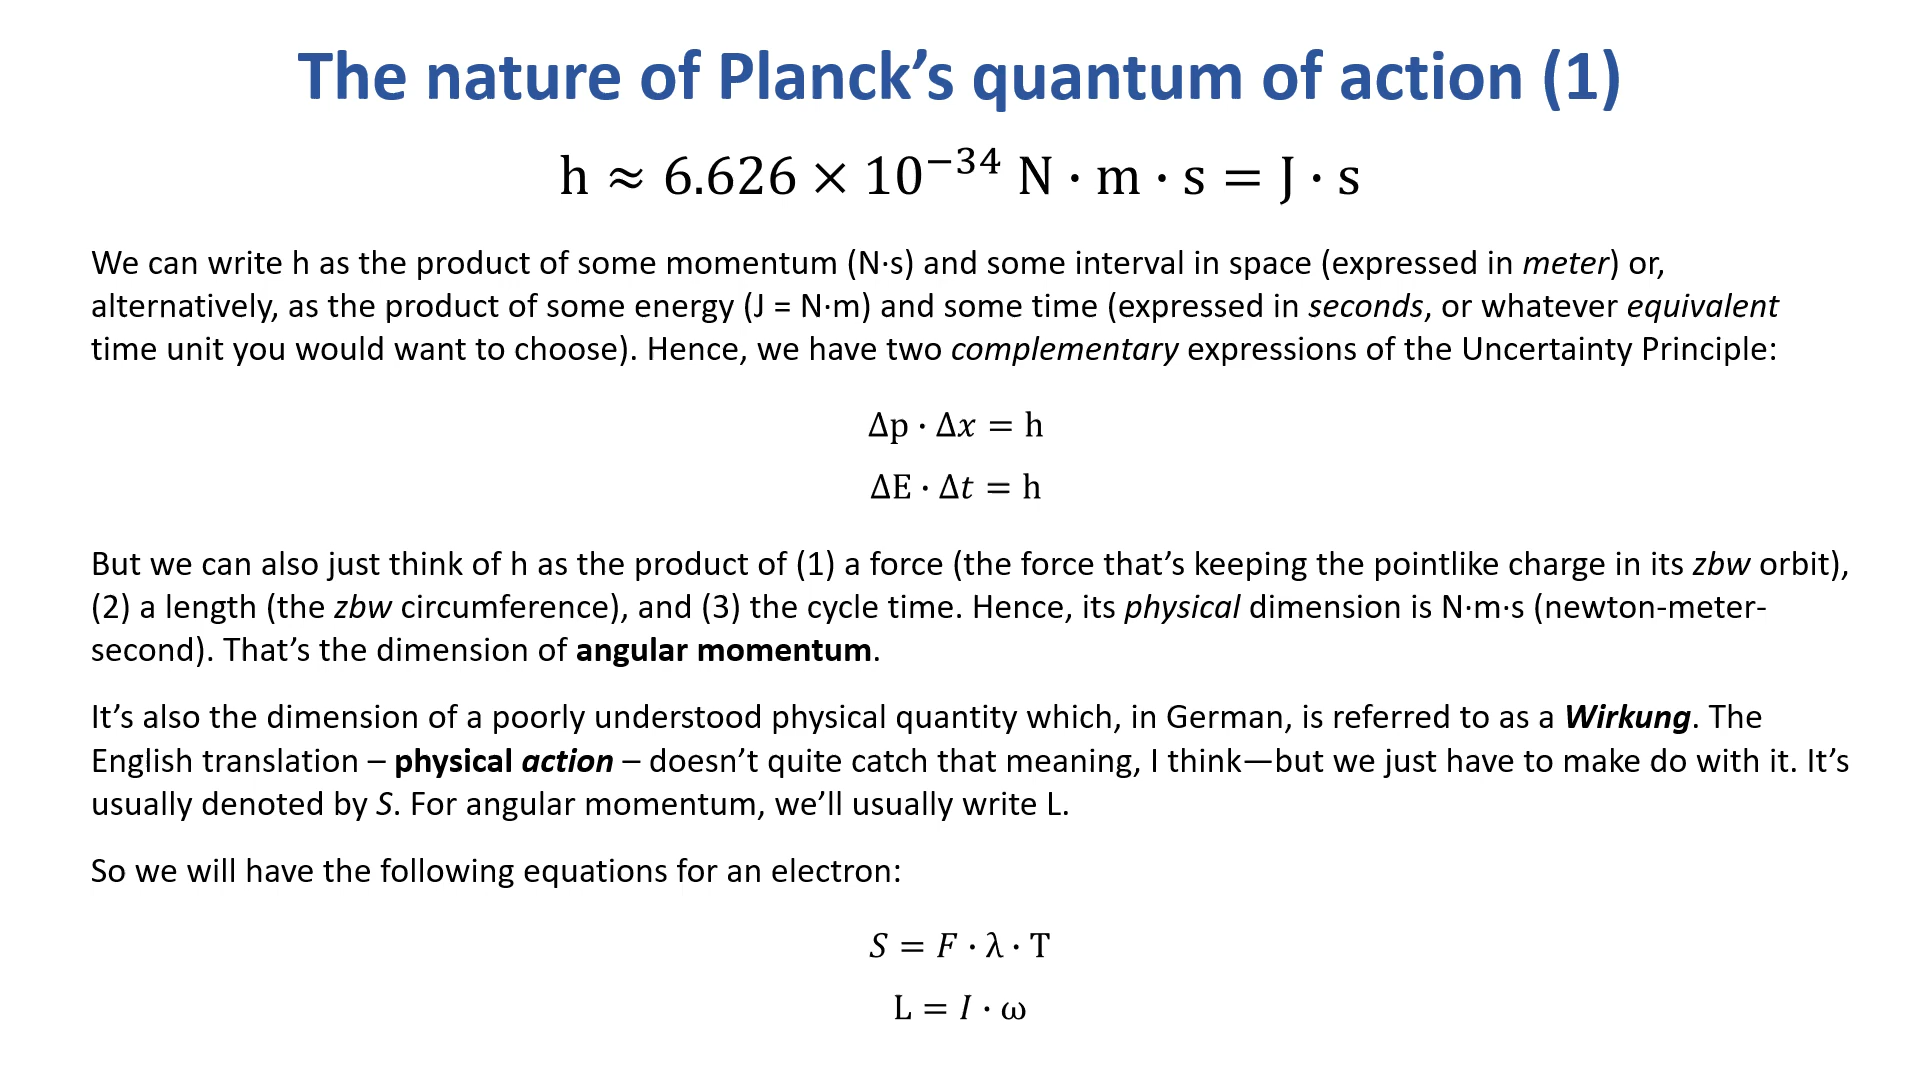 The nature of Planck’s quantum of action (1)
h ≈ 6.626 × 10⁻³⁴ N · m · s = J · s
We can write h as the product of some momentum (N·s) and some interval in space (expressed in meter) or,
alternatively, as the product of some energy (J = N·m) and some time (expressed in seconds, or whatever equivalent
time unit you would want to choose). Hence, we have two complementary expressions of the Uncertainty Principle:
Δp · Δx = h
ΔE · Δt = h
But we can also just think of h as the product of (1) a force (the force that’s keeping the pointlike charge in its zbw orbit),
(2) a length (the zbw circumference), and (3) the cycle time. Hence, its physical dimension is N·m·s (newton-meter-
second). That’s the dimension of angular momentum.
It’s also the dimension of a poorly understood physical quantity which, in German, is referred to as a Wirkung. The
English translation – physical action – doesn’t quite catch that meaning, I think—but we just have to make do with it. It’s
usually denoted by S. For angular momentum, we’ll usually write L.
So we will have the following equations for an electron:
S = F · λ · T
L = I · ω